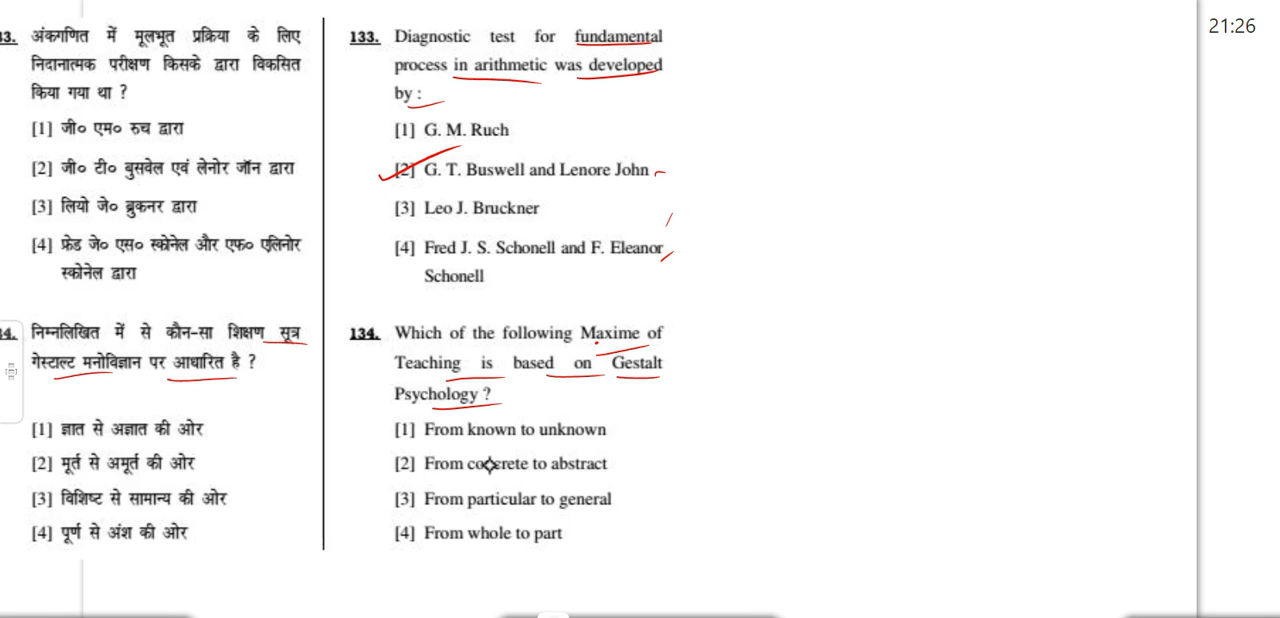 33. अंकगणित में मूलभूत प्रक्रिया के लिए
निदानात्मक परीक्षण किसके द्वारा विकसित
किया गया था ?
[1] जी० एम० रुच द्वारा
[2] जी० टी० बुसवेल एवं लेनोर जॉन द्वारा
[3] लियो जे० ब्रुकनर द्वारा
[4] फ्रेड जे० एस० स्कोनेल और एफ० एलिनोर
स्कोनेल द्वारा
34. निम्नलिखित में से कौन-सा शिक्षण सूत्र
गेस्टाल्ट मनोविज्ञान पर आधारित है ?
[1] ज्ञात से अज्ञात की ओर
[2] मूर्त से अमूर्त की ओर
[3] विशिष्ट से सामान्य की ओर
[4] पूर्ण से अंश की ओर
133. Diagnostic test for fundamental
process in arithmetic was developed
by :
[1] G. M. Ruch
[2] G. T. Buswell and Lenore John
[3] Leo J. Bruckner
[4] Fred J. S. Schonell and F. Eleanor
Schonell
134. Which of the following Maxime of
Teaching is based on Gestalt
Psychology ?
[1] From known to unknown
[2] From concrete to abstract
[3] From particular to general
[4] From whole to part
21:26